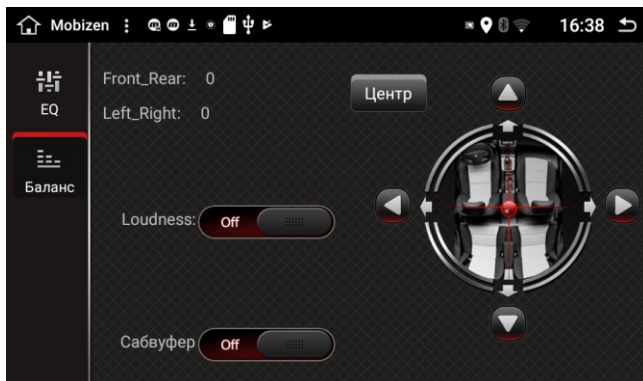 Mobizen
16:38
EQ
Баланс
Front_Rear: 0
Left_Right: 0
Центр
Loudness: Off
Сабвуфер Off